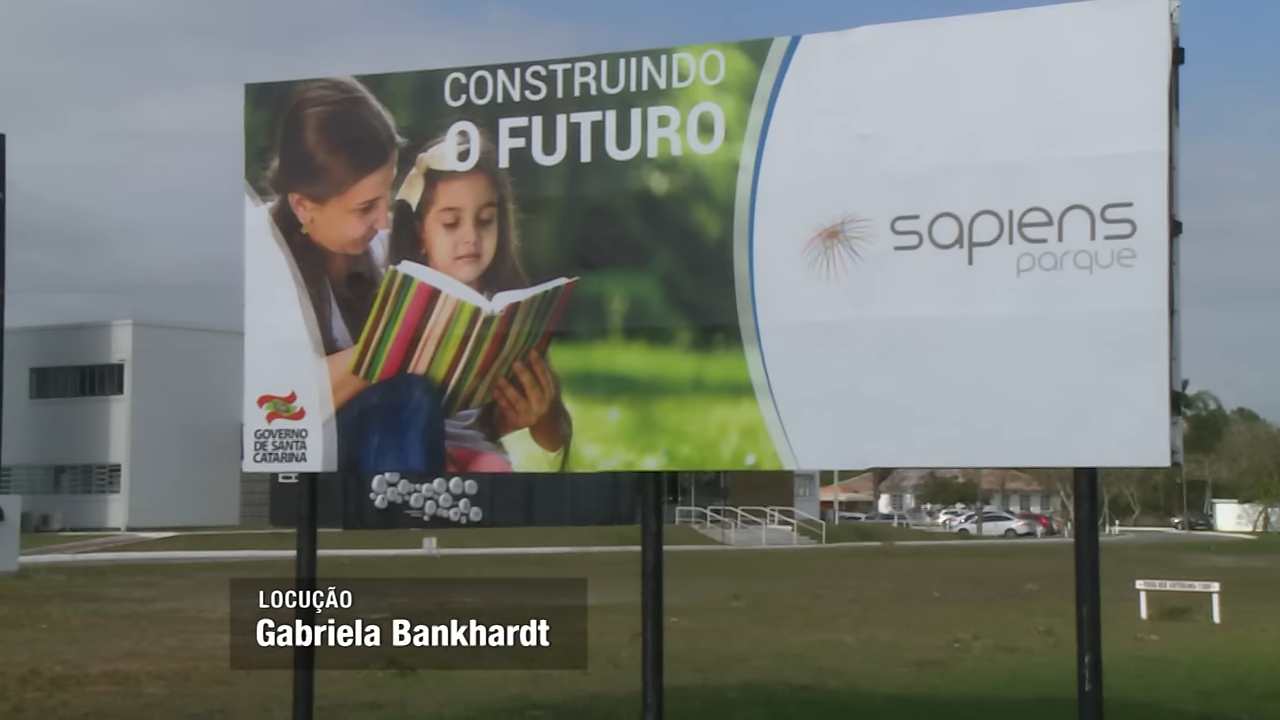 CONSTRUINDO
O FUTURO
sapiens
parque
GOVERNO
DE SANTA
CATARINA
LOCUÇÃO
Gabriela Bankhardt